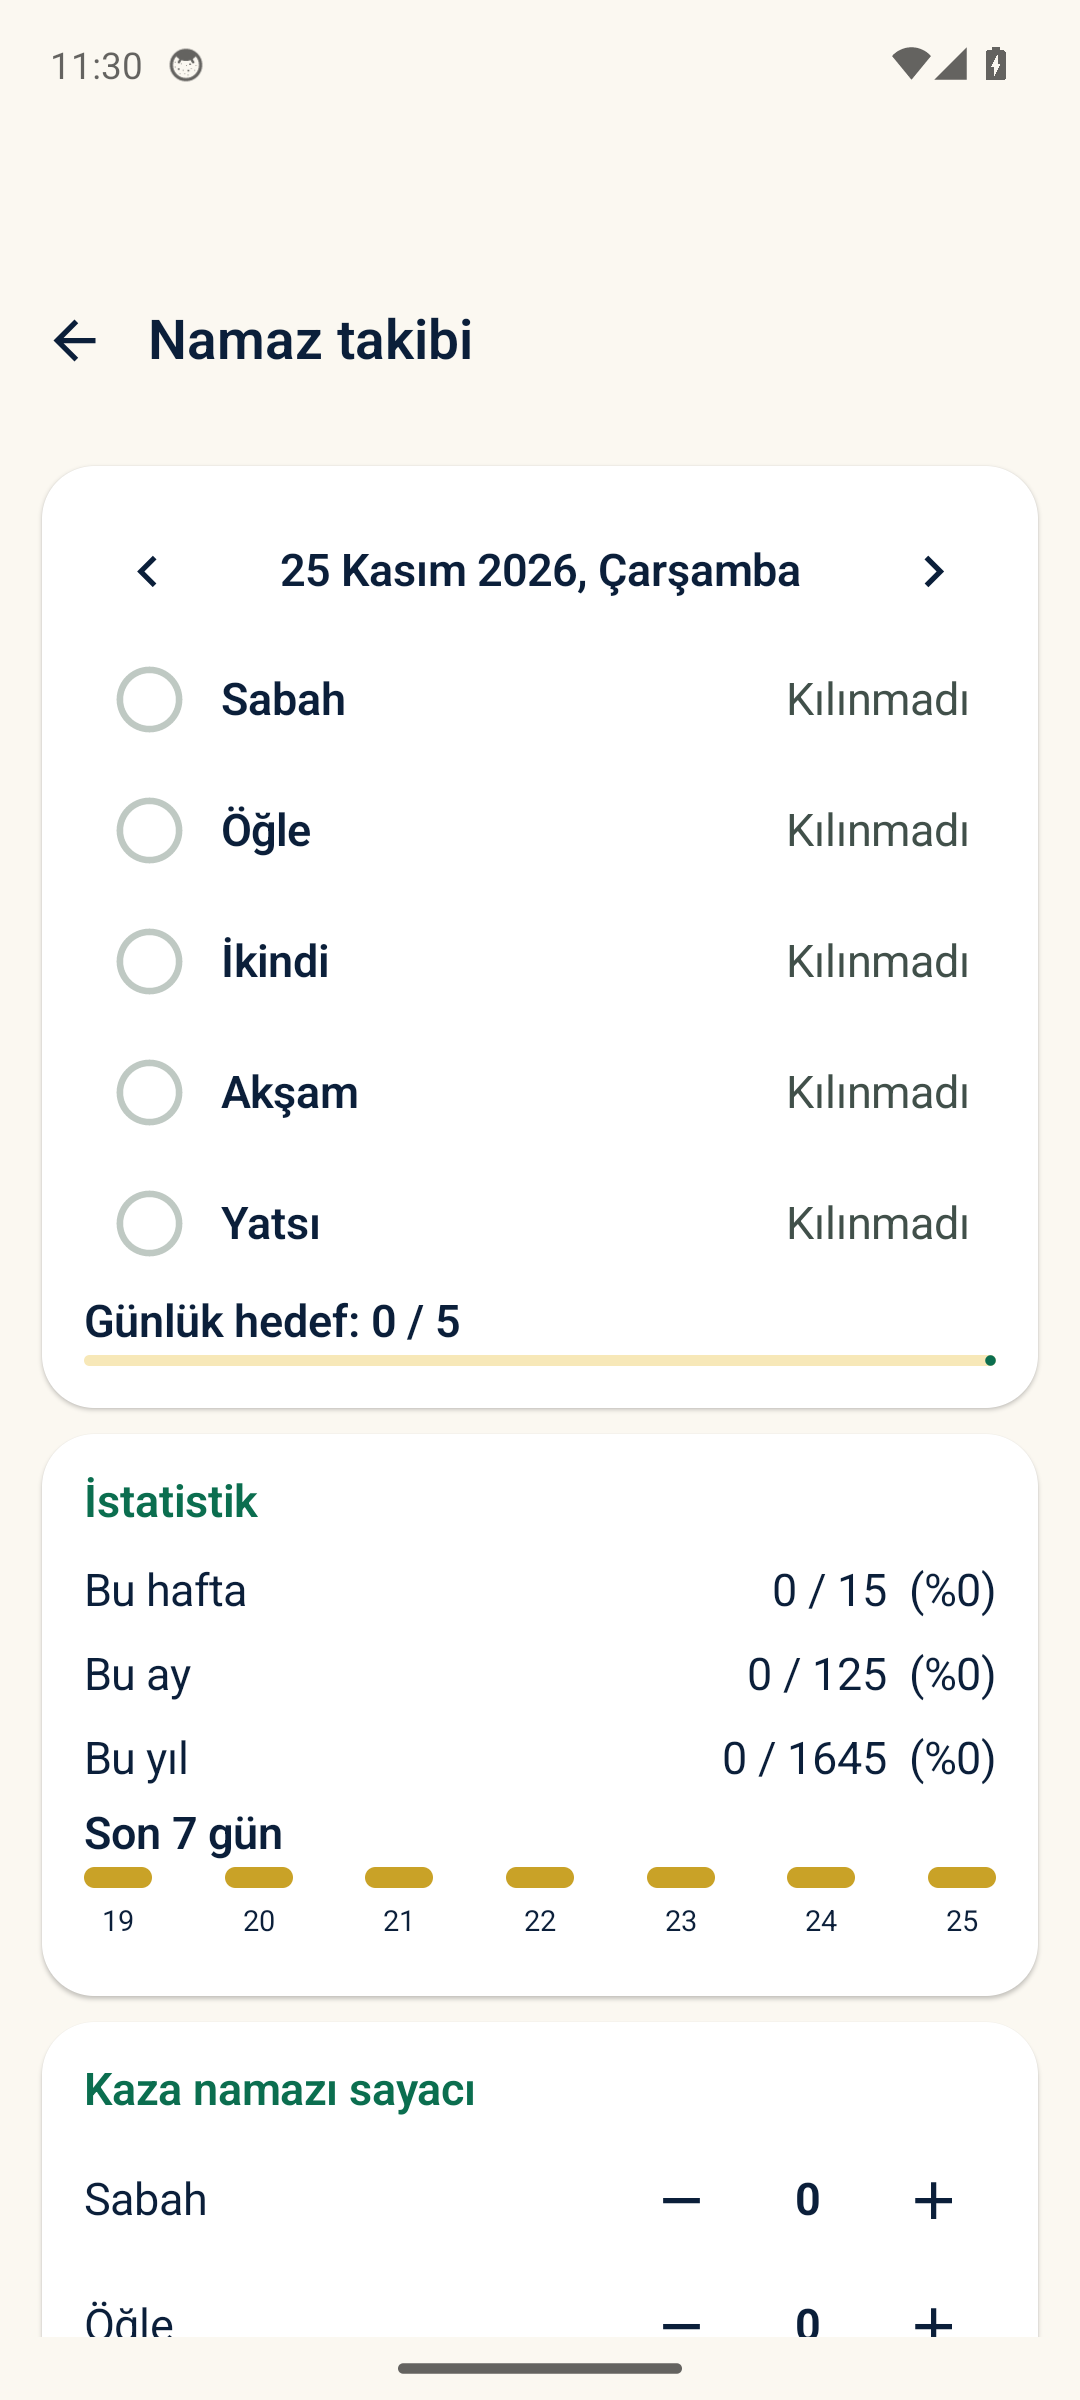 11:30
Namaz takibi
25 Kasım 2026, Çarşamba
Sabah Kılınmadı
Öğle Kılınmadı
İkindi Kılınmadı
Akşam Kılınmadı
Yatsı Kılınmadı
Günlük hedef: 0 / 5
İstatistik
Bu hafta 0 / 15 (%0)
Bu ay 0 / 125 (%0)
Bu yıl 0 / 1645 (%0)
Son 7 gün
19 20 21 22 23 24 25
Kaza namazı sayacı
Sabah — 0 +
Öğle — 0 +